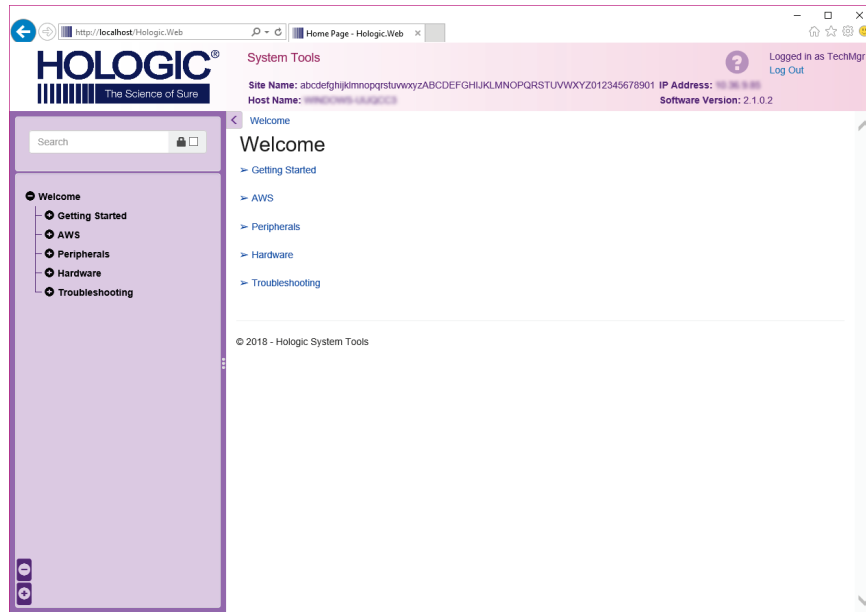 http://localhost/Hologic.Web
Home Page - Hologic.Web
HOLOGIC®
The Science of Sure
System Tools
Logged in as TechMgr
Log Out
Site Name: abcdefghijklmnopqrstuvwxyzABCDEFGHIJKLMNOPQRSTUVWXYZ012345678901 IP Address:
Host Name:
Software Version: 2.1.0.2
Search
Welcome
Getting Started
AWS
Peripherals
Hardware
Troubleshooting
Welcome
Welcome
➢ Getting Started
➢ AWS
➢ Peripherals
➢ Hardware
➢ Troubleshooting
© 2018 - Hologic System Tools